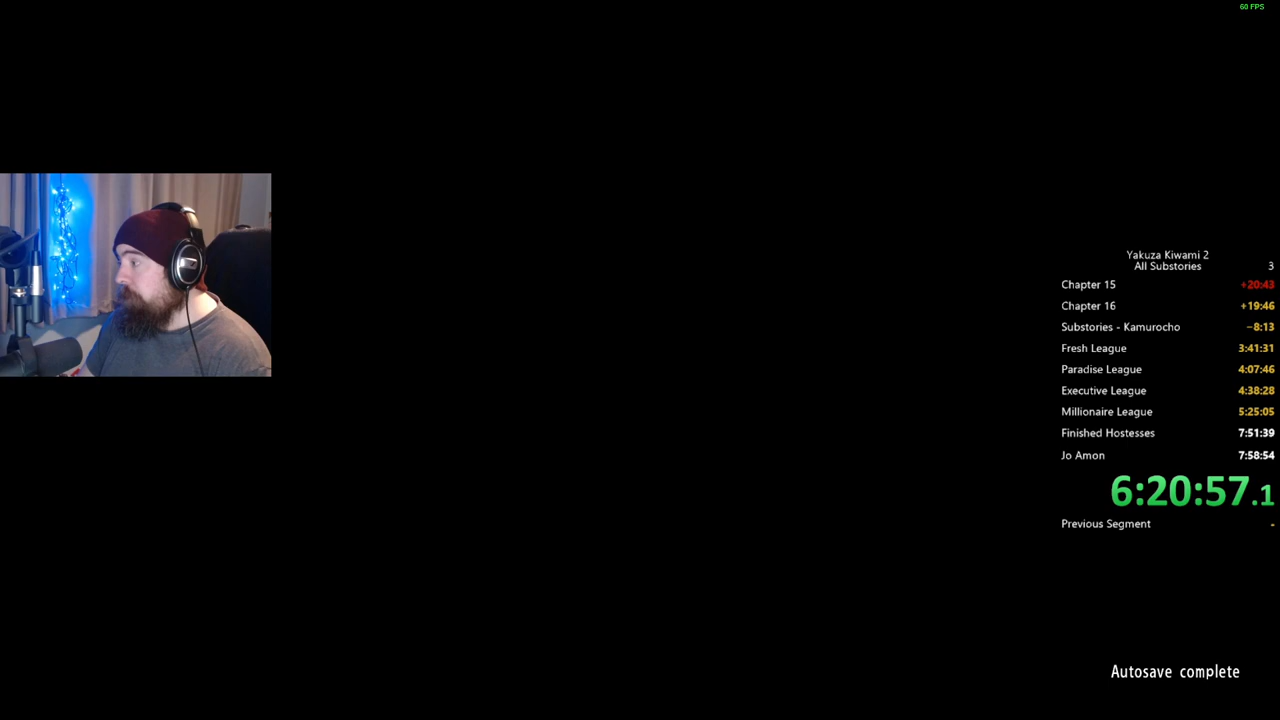 60 FPS
Yakuza Kiwami 2
All Substories 3
Chapter 15 +20:43
Chapter 16 +19:46
Substories - Kamurocho −8:13
Fresh League 3:41:31
Paradise League 4:07:46
Executive League 4:38:28
Millionaire League 5:25:05
Finished Hostesses 7:51:39
Jo Amon 7:58:54
6:20:57.1
Previous Segment -
Autosave complete